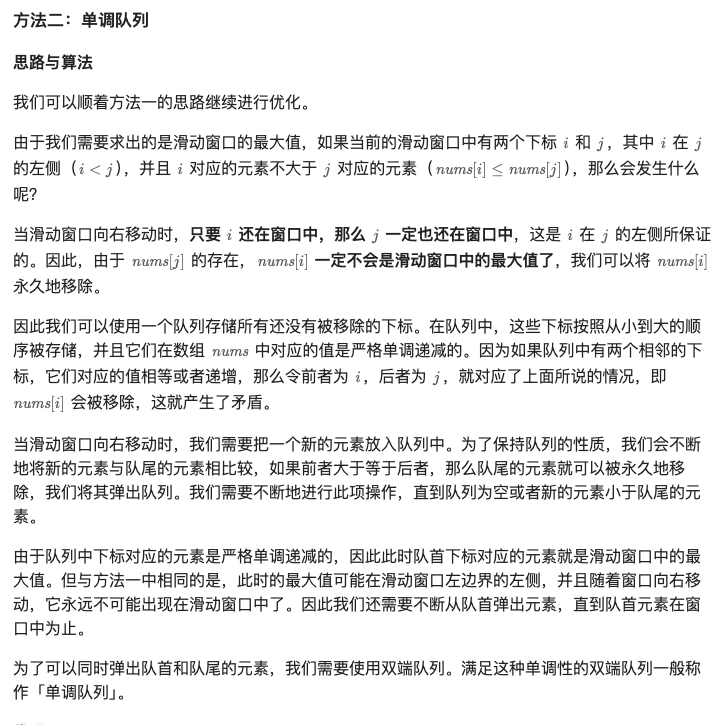 方法二：单调队列
思路与算法
我们可以顺着方法一的思路继续进行优化。
由于我们需要求出的是滑动窗口的最大值，如果当前的滑动窗口中有两个下标 i 和 j，其中 i 在 j
的左侧（i < j），并且 i 对应的元素不大于 j 对应的元素（nums[i] ≤ nums[j]），那么会发生什么
呢？
当滑动窗口向右移动时，只要 i 还在窗口中，那么 j 一定也还在窗口中，这是 i 在 j 的左侧所保证
的。因此，由于 nums[j] 的存在，nums[i] 一定不会是滑动窗口中的最大值了，我们可以将 nums[i]
永久地移除。
因此我们可以使用一个队列存储所有还没有被移除的下标。在队列中，这些下标按照从小到大的顺
序被存储，并且它们在数组 nums 中对应的值是严格单调递减的。因为如果队列中有两个相邻的下
标，它们对应的值相等或者递增，那么令前者为 i，后者为 j，就对应了上面所说的情况，即
nums[i] 会被移除，这就产生了矛盾。
当滑动窗口向右移动时，我们需要把一个新的元素放入队列中。为了保持队列的性质，我们会不断
地将新的元素与队尾的元素相比较，如果前者大于等于后者，那么队尾的元素就可以被永久地移
除，我们将其弹出队列。我们需要不断地进行此项操作，直到队列为空或者新的元素小于队尾的元
素。
由于队列中下标对应的元素是严格单调递减的，因此此时队首下标对应的元素就是滑动窗口中的最
大值。但与方法一中相同的是，此时的最大值可能在滑动窗口左边界的左侧，并且随着窗口向右移
动，它永远不可能出现在滑动窗口中了。因此我们还需要不断从队首弹出元素，直到队首元素在窗
口中为止。
为了可以同时弹出队首和队尾的元素，我们需要使用双端队列。满足这种单调性的双端队列一般称
作「单调队列」。